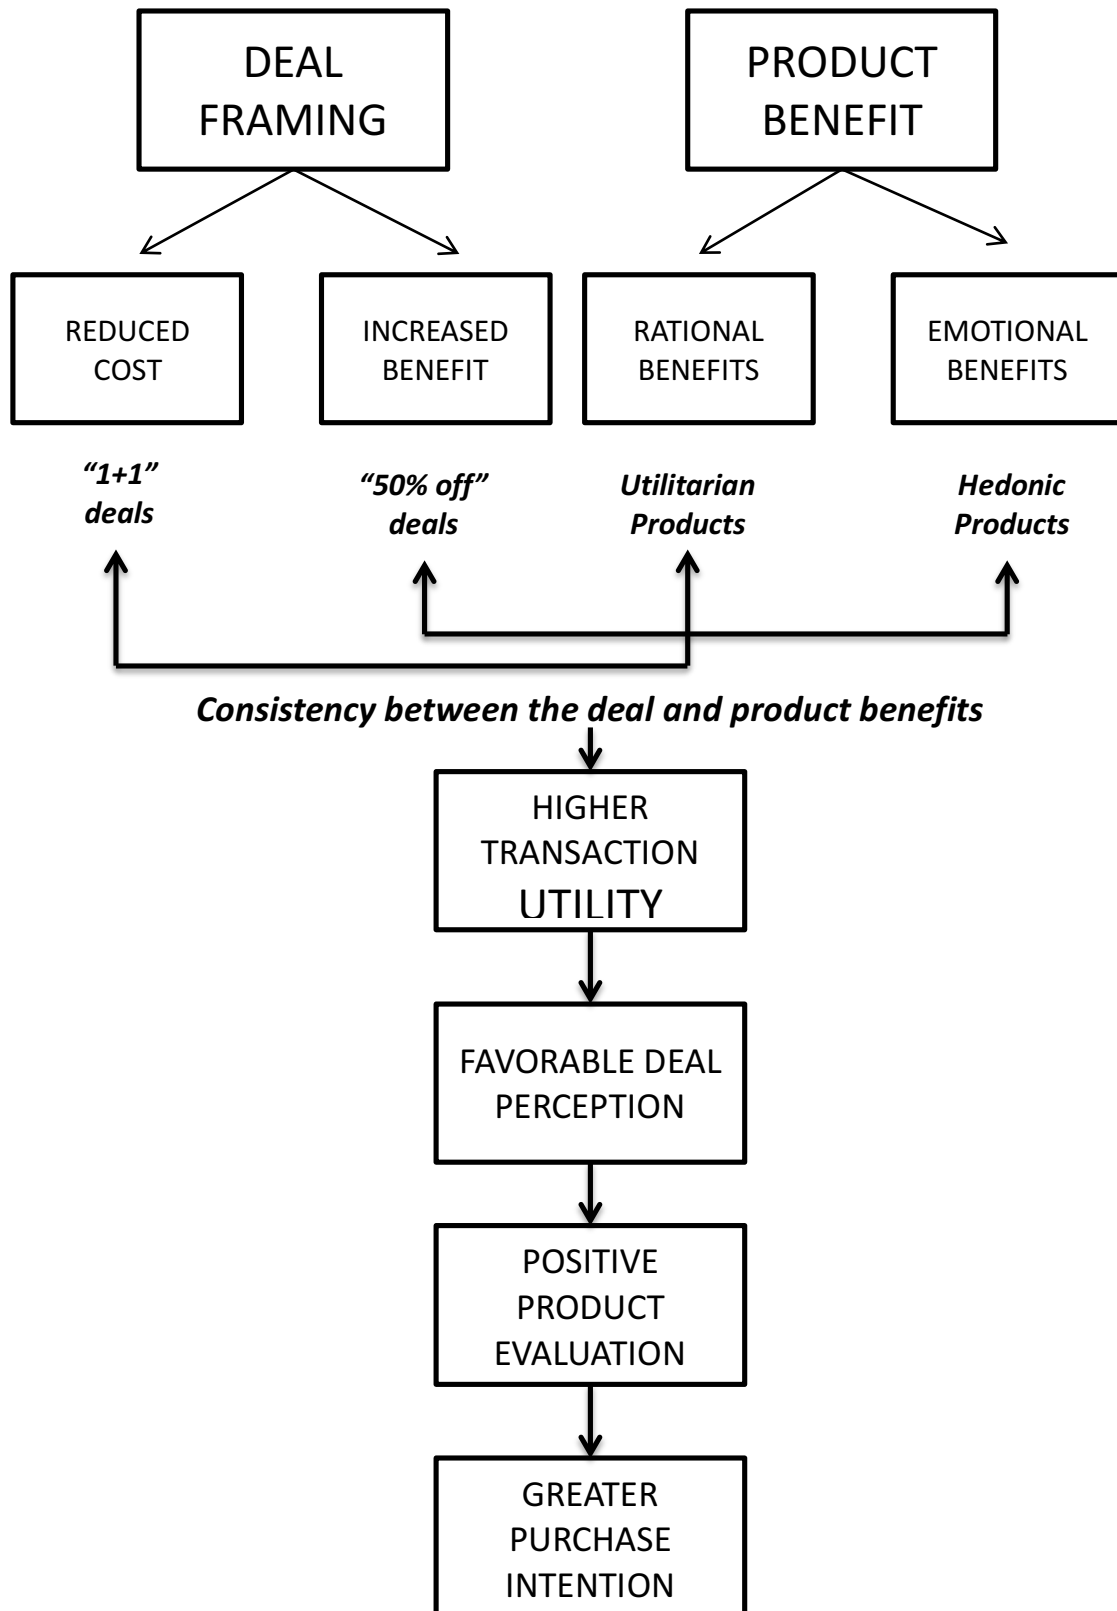 DEAL
FRAMING
PRODUCT
BENEFIT
REDUCED
COST
INCREASED
BENEFIT
RATIONAL
BENEFITS
EMOTIONAL
BENEFITS
“1+1”
deals
“50% off”
deals
Utilitarian
Products
Hedonic
Products
Consistency between the deal and product benefits
HIGHER
TRANSACTION
UTILITY
FAVORABLE DEAL
PERCEPTION
POSITIVE
PRODUCT
EVALUATION
GREATER
PURCHASE
INTENTION